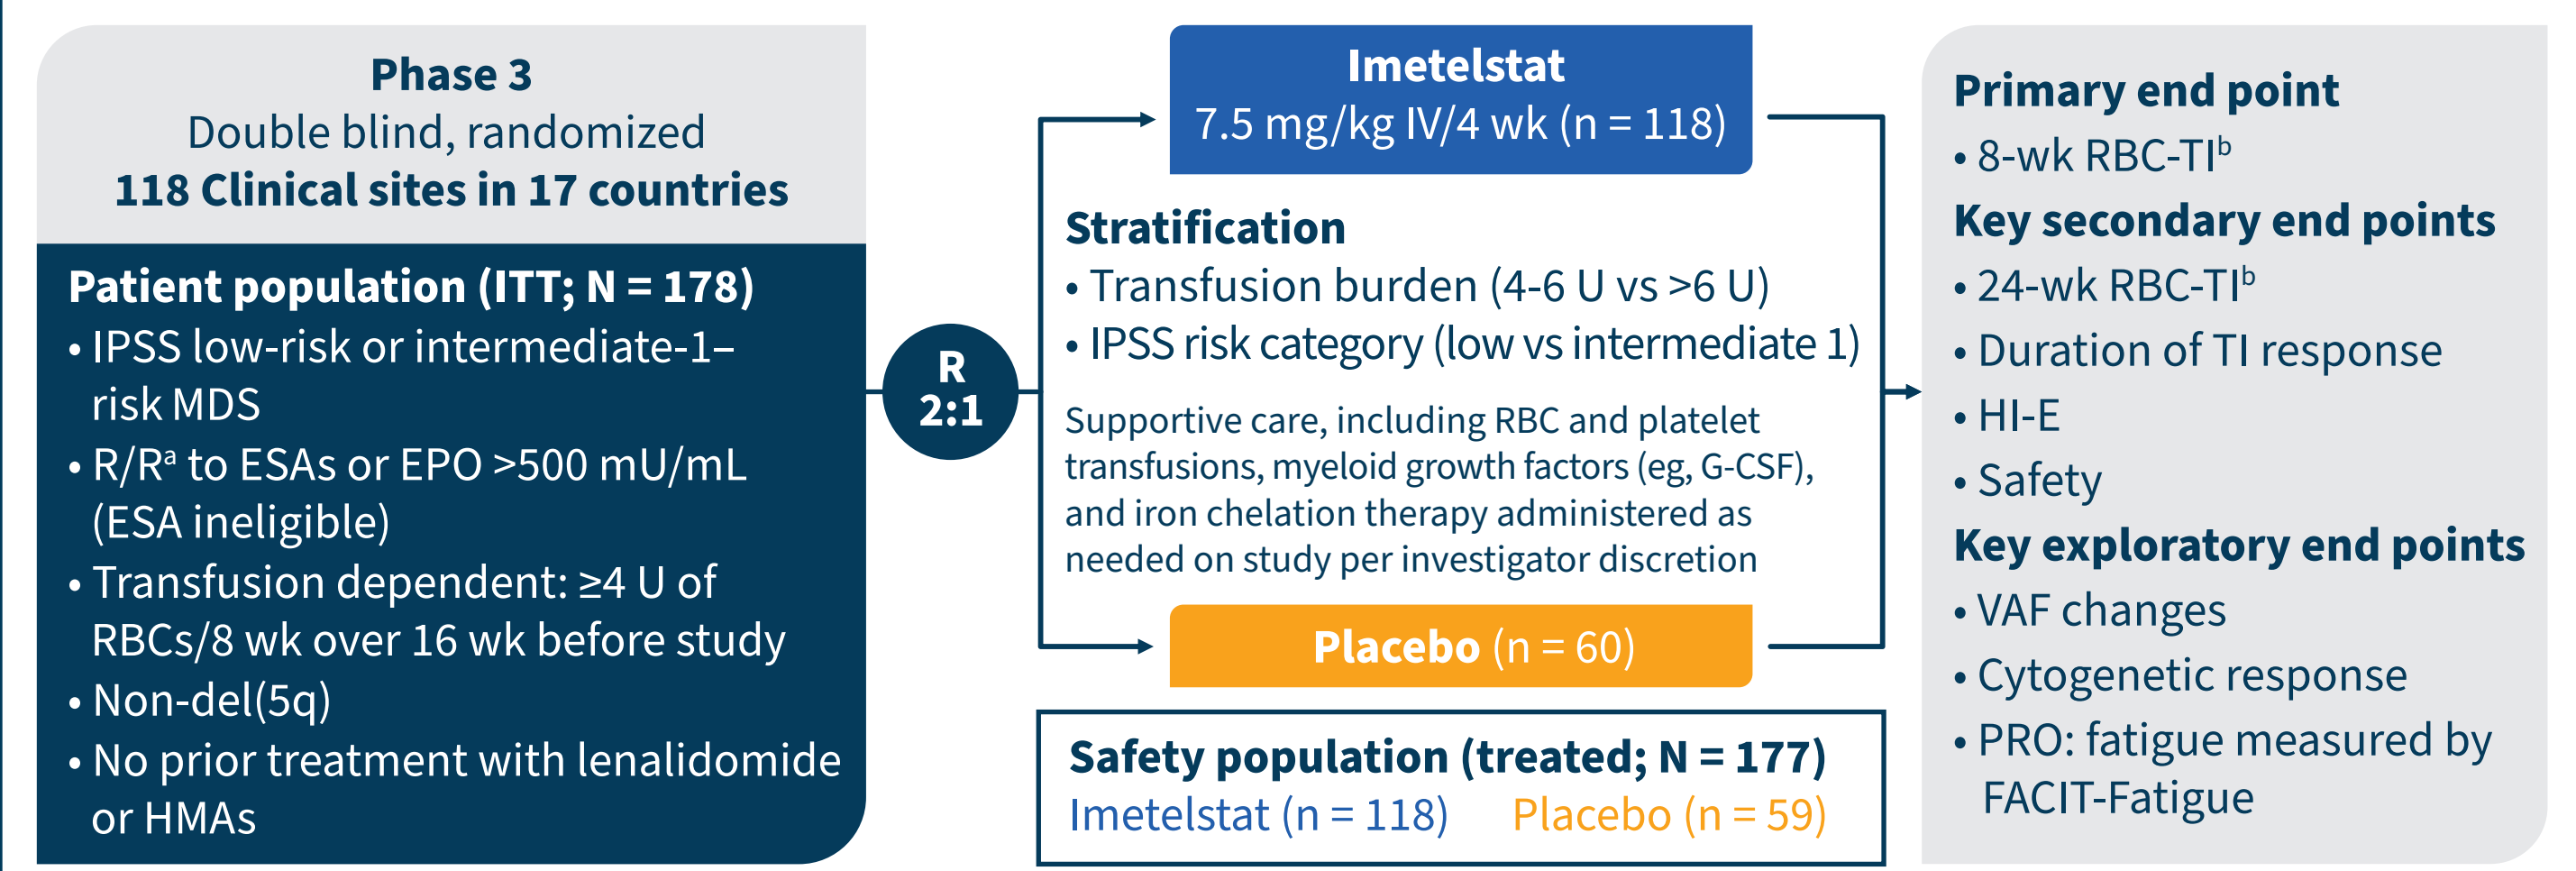 Phase 3
Double blind, randomized
118 Clinical sites in 17 countries
Patient population (ITT; N = 178)
• IPSS low-risk or intermediate-1–
risk MDS
• R/Rᵃ to ESAs or EPO >500 mU/mL
(ESA ineligible)
• Transfusion dependent: ≥4 U of
RBCs/8 wk over 16 wk before study
• Non-del(5q)
• No prior treatment with lenalidomide
or HMAs
R
2:1
Imetelstat
7.5 mg/kg IV/4 wk (n = 118)
Stratification
• Transfusion burden (4-6 U vs >6 U)
• IPSS risk category (low vs intermediate 1)
Supportive care, including RBC and platelet
transfusions, myeloid growth factors (eg, G-CSF),
and iron chelation therapy administered as
needed on study per investigator discretion
Placebo (n = 60)
Safety population (treated; N = 177)
Imetelstat (n = 118) Placebo (n = 59)
Primary end point
• 8-wk RBC-TIᵇ
Key secondary end points
• 24-wk RBC-TIᵇ
• Duration of TI response
• HI-E
• Safety
Key exploratory end points
• VAF changes
• Cytogenetic response
• PRO: fatigue measured by
FACIT-Fatigue